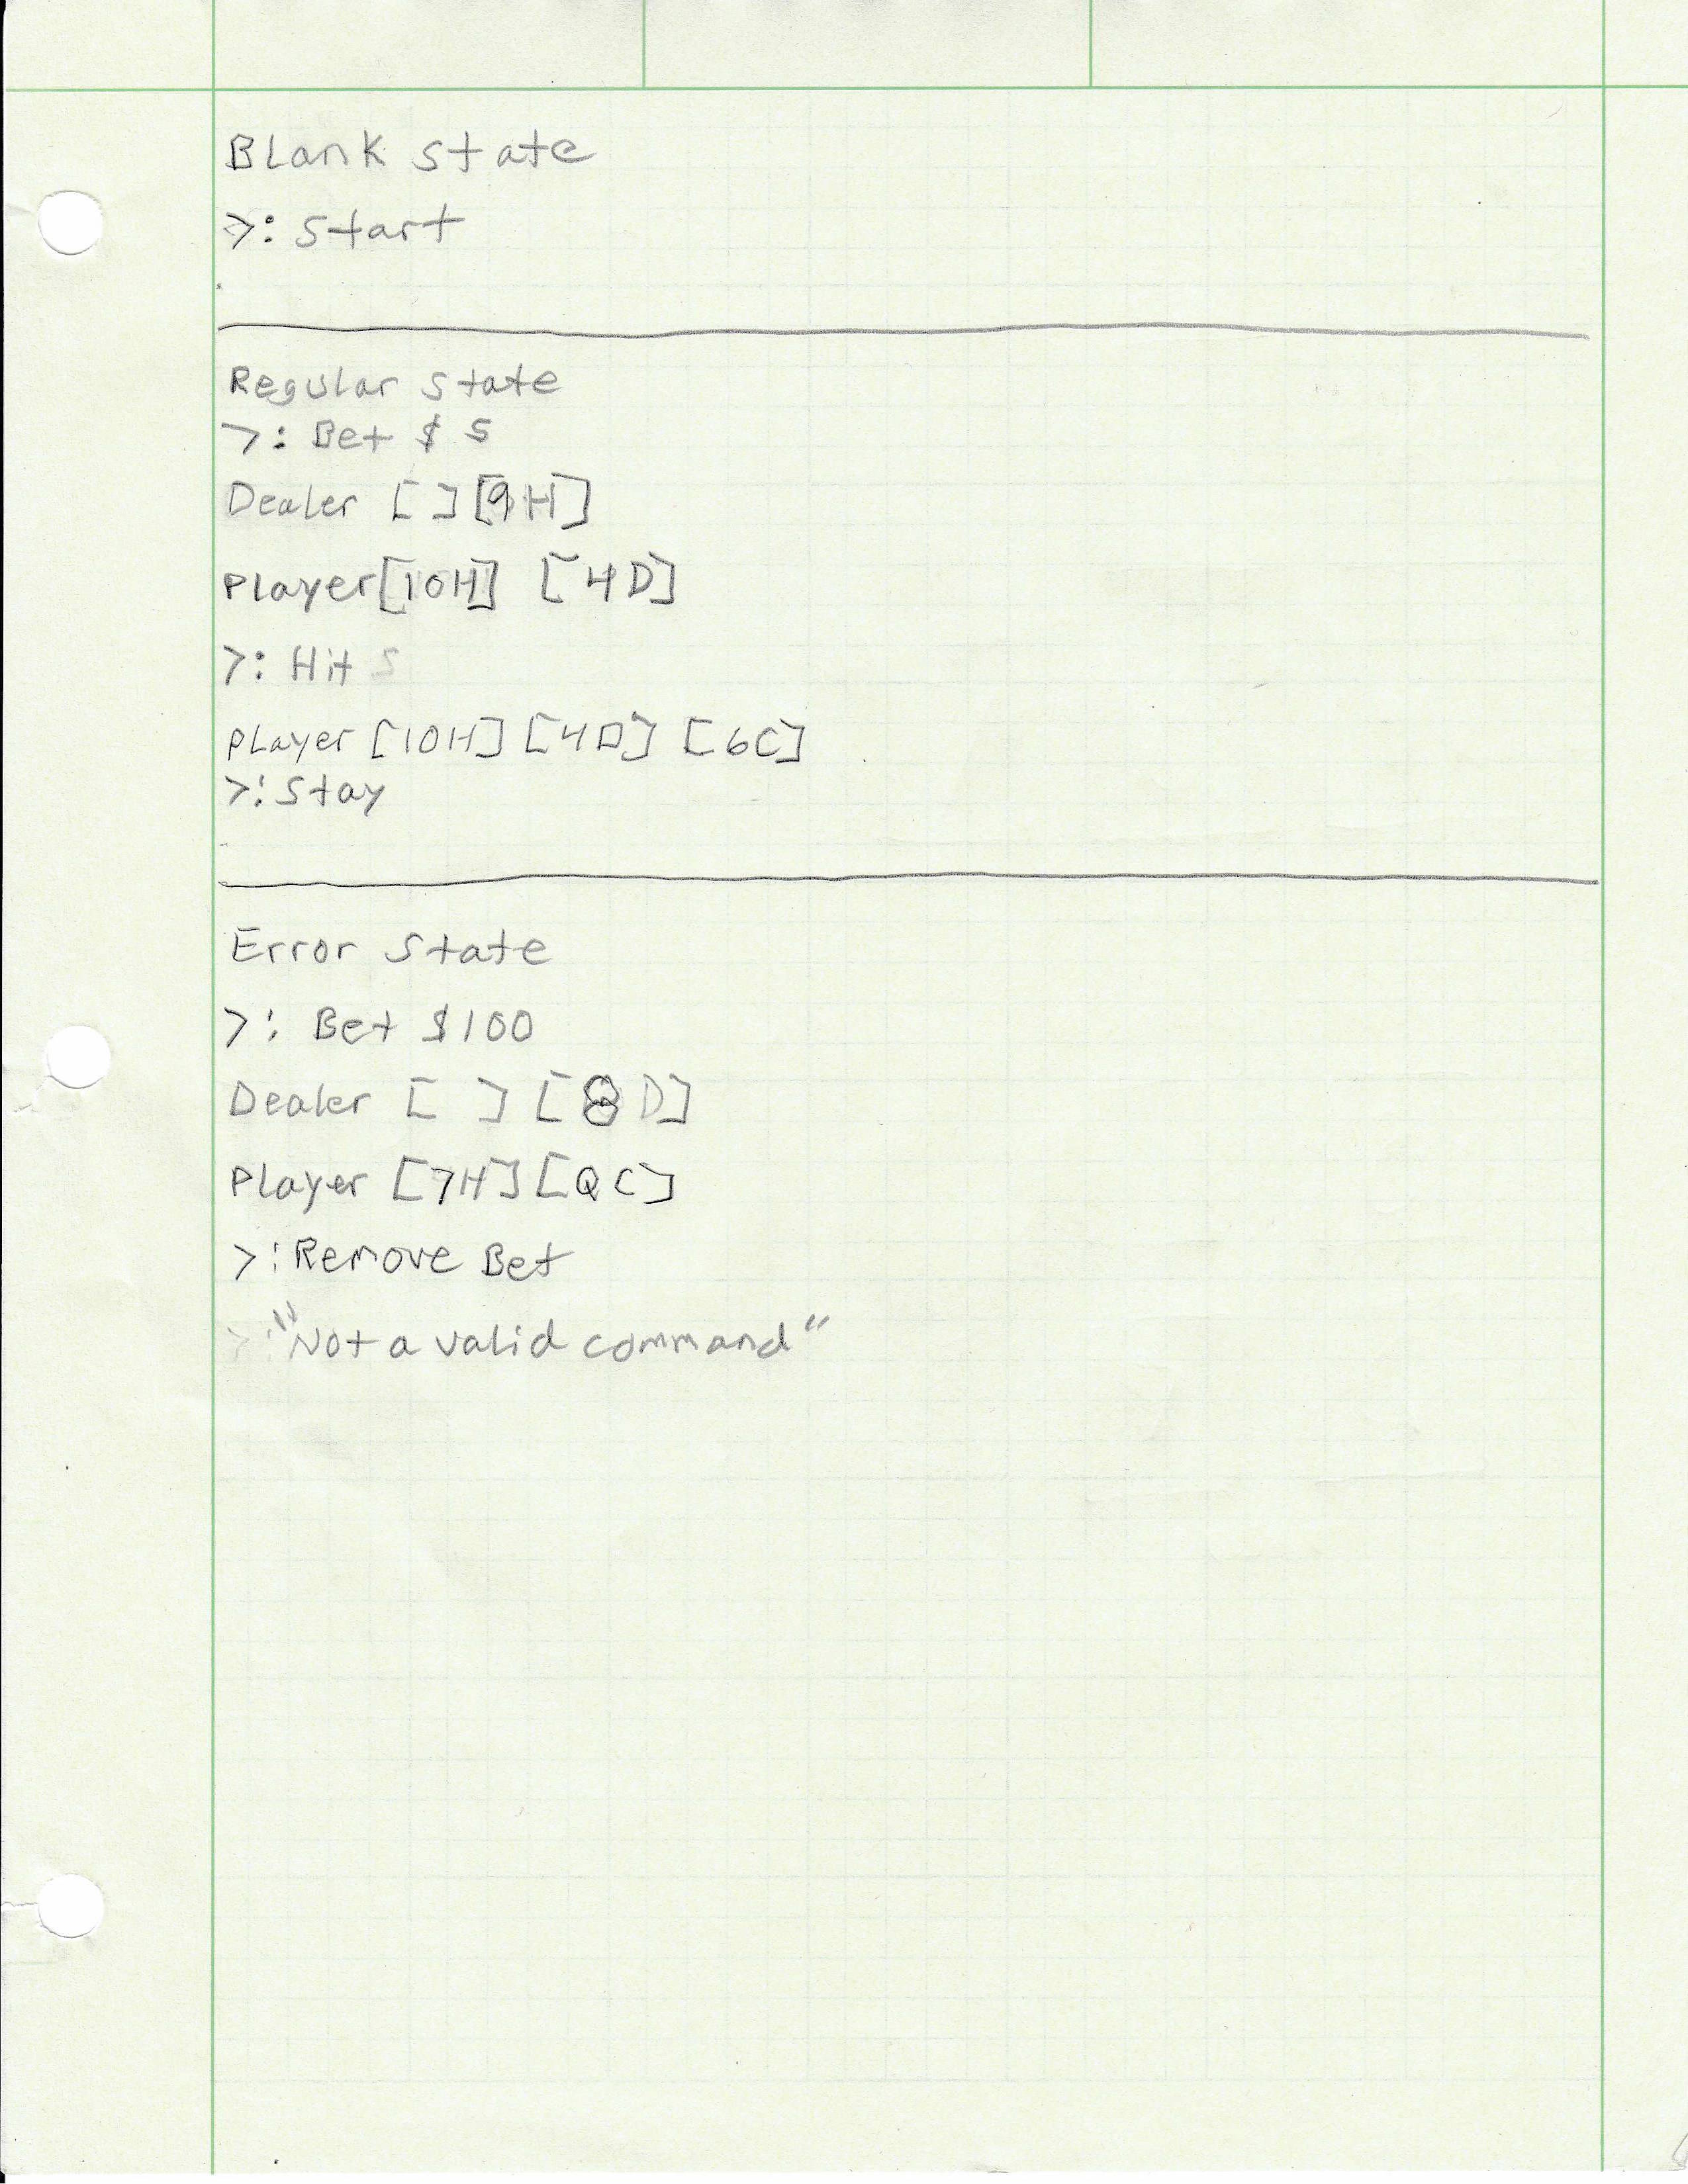 Blank state
>: Start
Regular state
>: Bet $ 5
Dealer [ ] [9H]
Player [10H] [4D]
>: Hit
Player [10H] [4D] [6C]
>: Stay
Error state
>: Bet $100
Dealer [ ] [8D]
Player [7H] [QC]
>: Remove Bet
"Not a valid command"